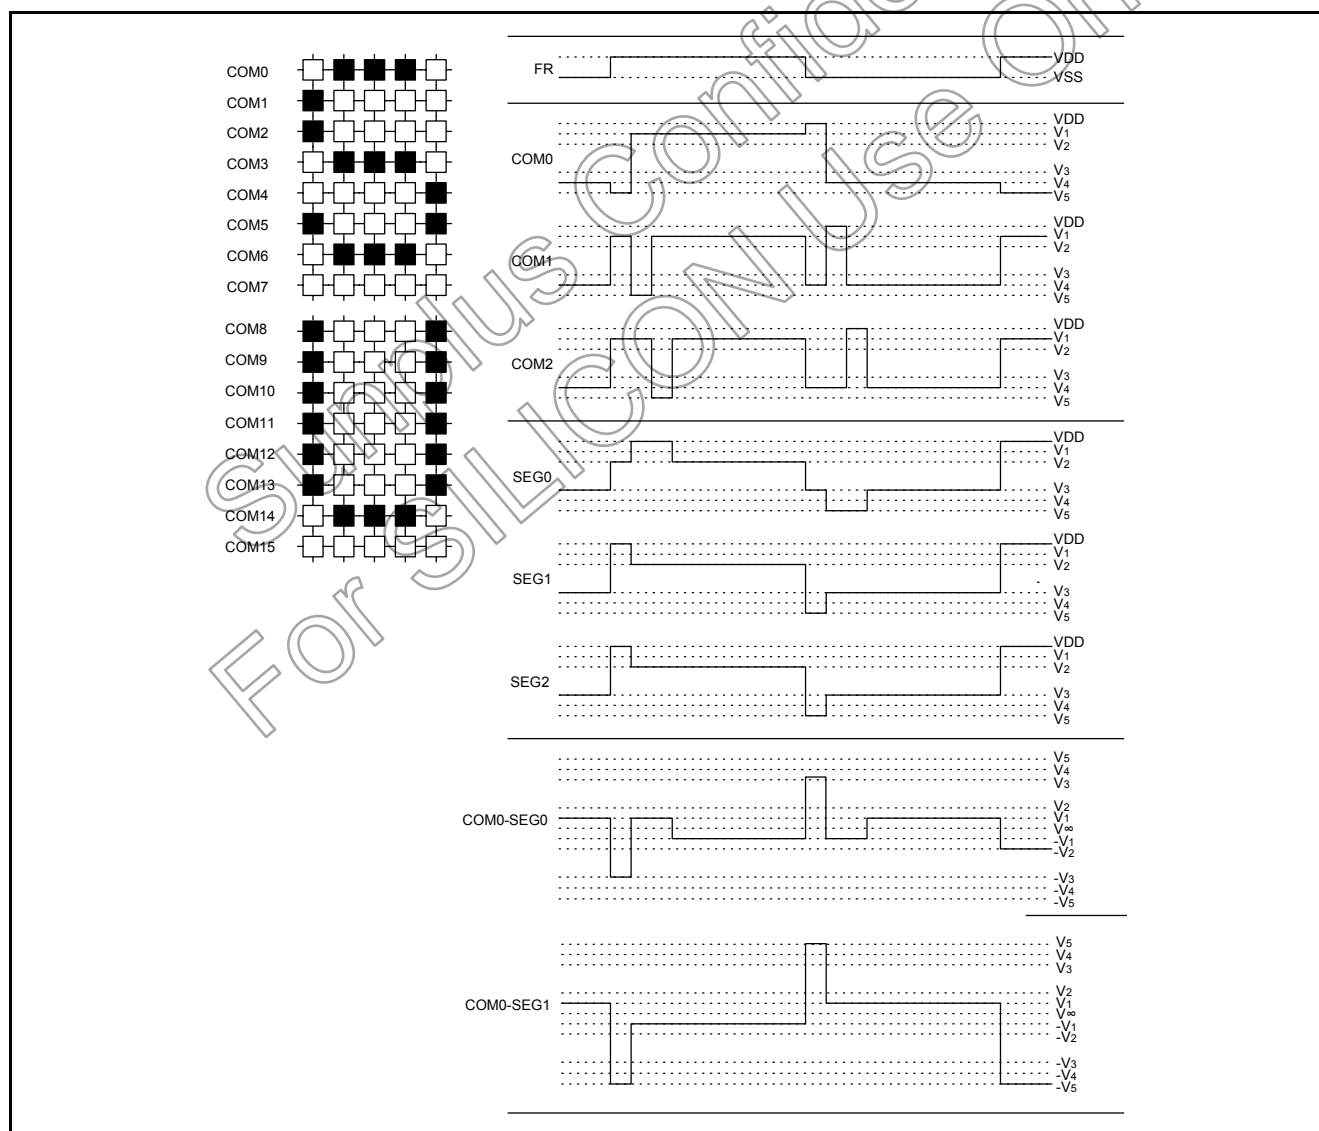 COM0
COM1
COM2
COM3
COM4
COM5
COM6
COM7
COM8
COM9
COM10
COM11
COM12
COM13
COM14
COM15
FR
VDD
VSS
COM0
VDD
V1
V2
V3
V4
V5
COM1
VDD
V1
V2
V3
V4
V5
COM2
VDD
V1
V2
V3
V4
V5
SEG0
VDD
V1
V2
V3
V4
V5
SEG1
VDD
V1
V2
V3
V4
V5
SEG2
VDD
V1
V2
V3
V4
V5
COM0-SEG0
V5
V4
V3
V2
V1
V∞
-V1
-V2
-V3
-V4
-V5
COM0-SEG1
V5
V4
V3
V2
V1
V∞
-V1
-V2
-V3
-V4
-V5
Sunplus
For SILICON Use